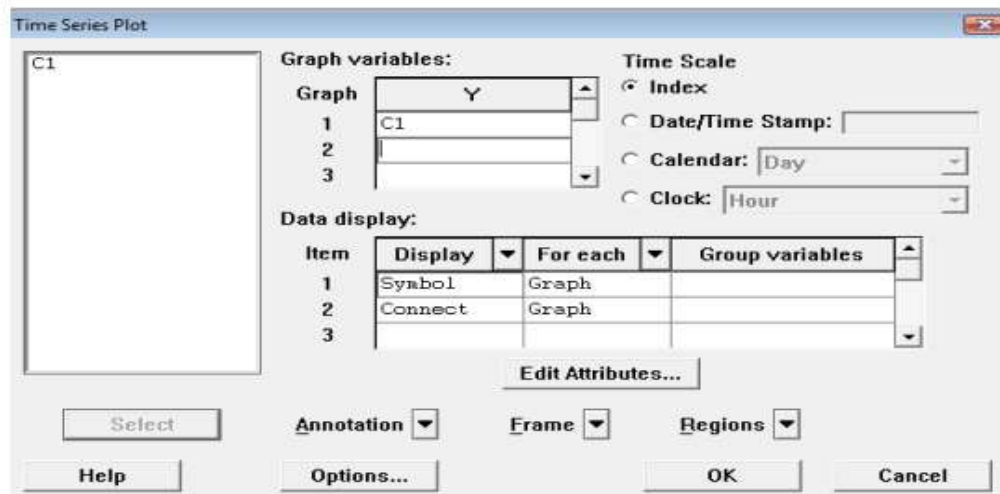 Time Series Plot
C1
Graph variables:
Graph Y
1 C1
2
3
Time Scale
Index
Date/Time Stamp:
Calendar: Day
Clock: Hour
Data display:
Item Display For each Group variables
1 Symbol Graph
2 Connect Graph
3
Edit Attributes...
Select Annotation Frame Regions
Help Options... OK Cancel